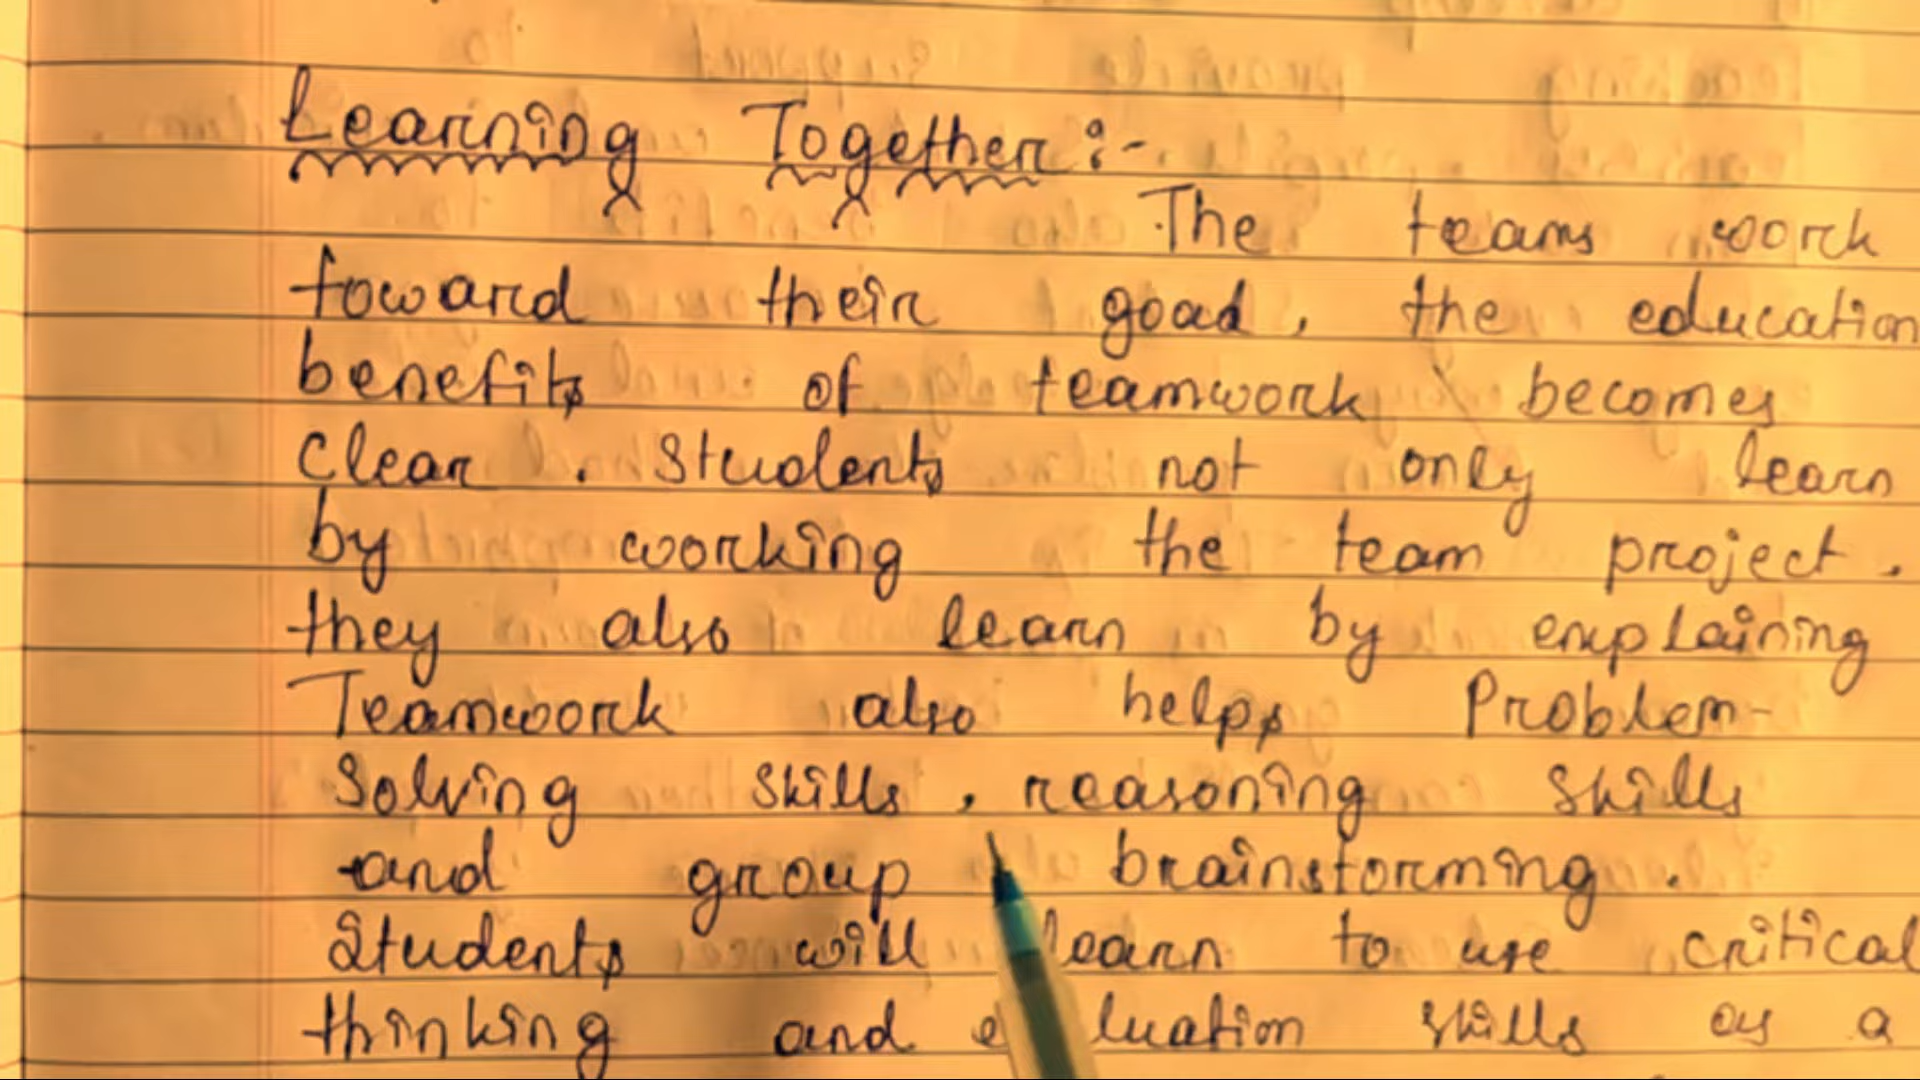 Learning Together :-
The teams work
toward their goad, the education
benefits of teamwork becomes
clear. Students not only learn
by working the team project.
they also learn by explaining
Teamwork also helps Problem-
Solving skills, reasoning skills
and group brainstorming.
Students will learn to use critical
thinking and skills as a